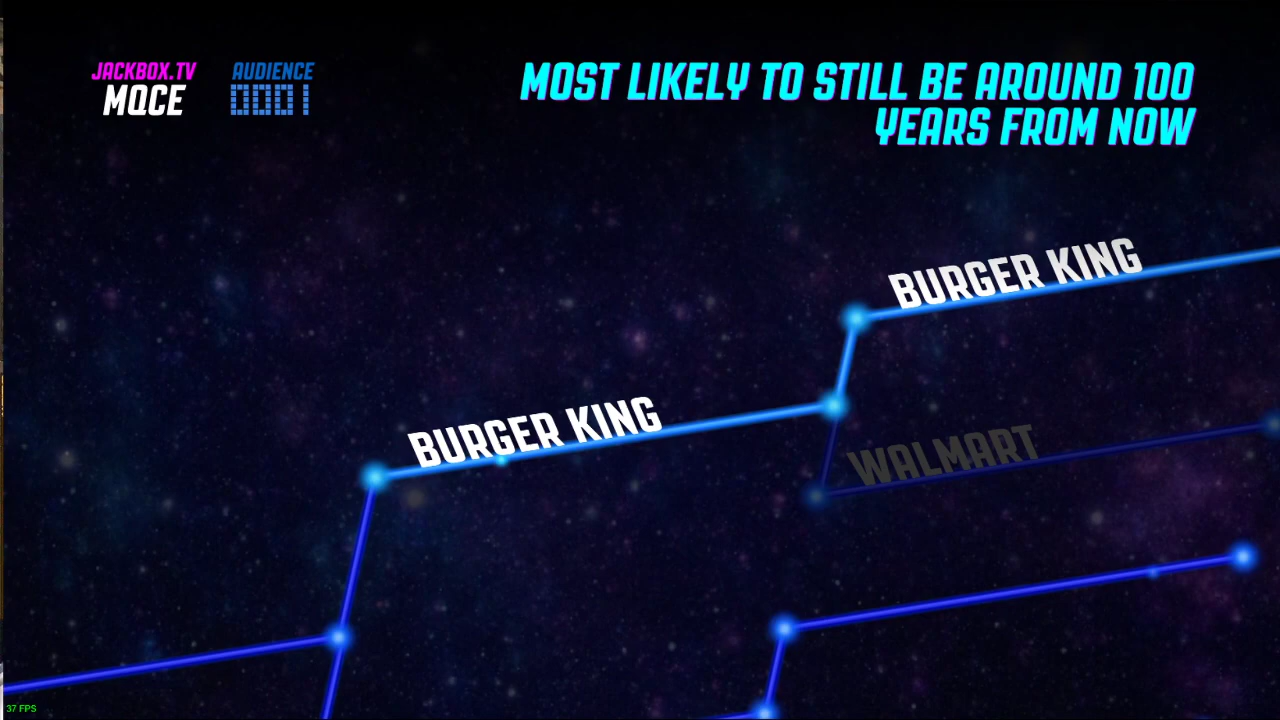 JACKBOX.TV
MQCE
AUDIENCE
0001
MOST LIKELY TO STILL BE AROUND 100
YEARS FROM NOW
BURGER KING
BURGER KING
WALMART
37 FPS